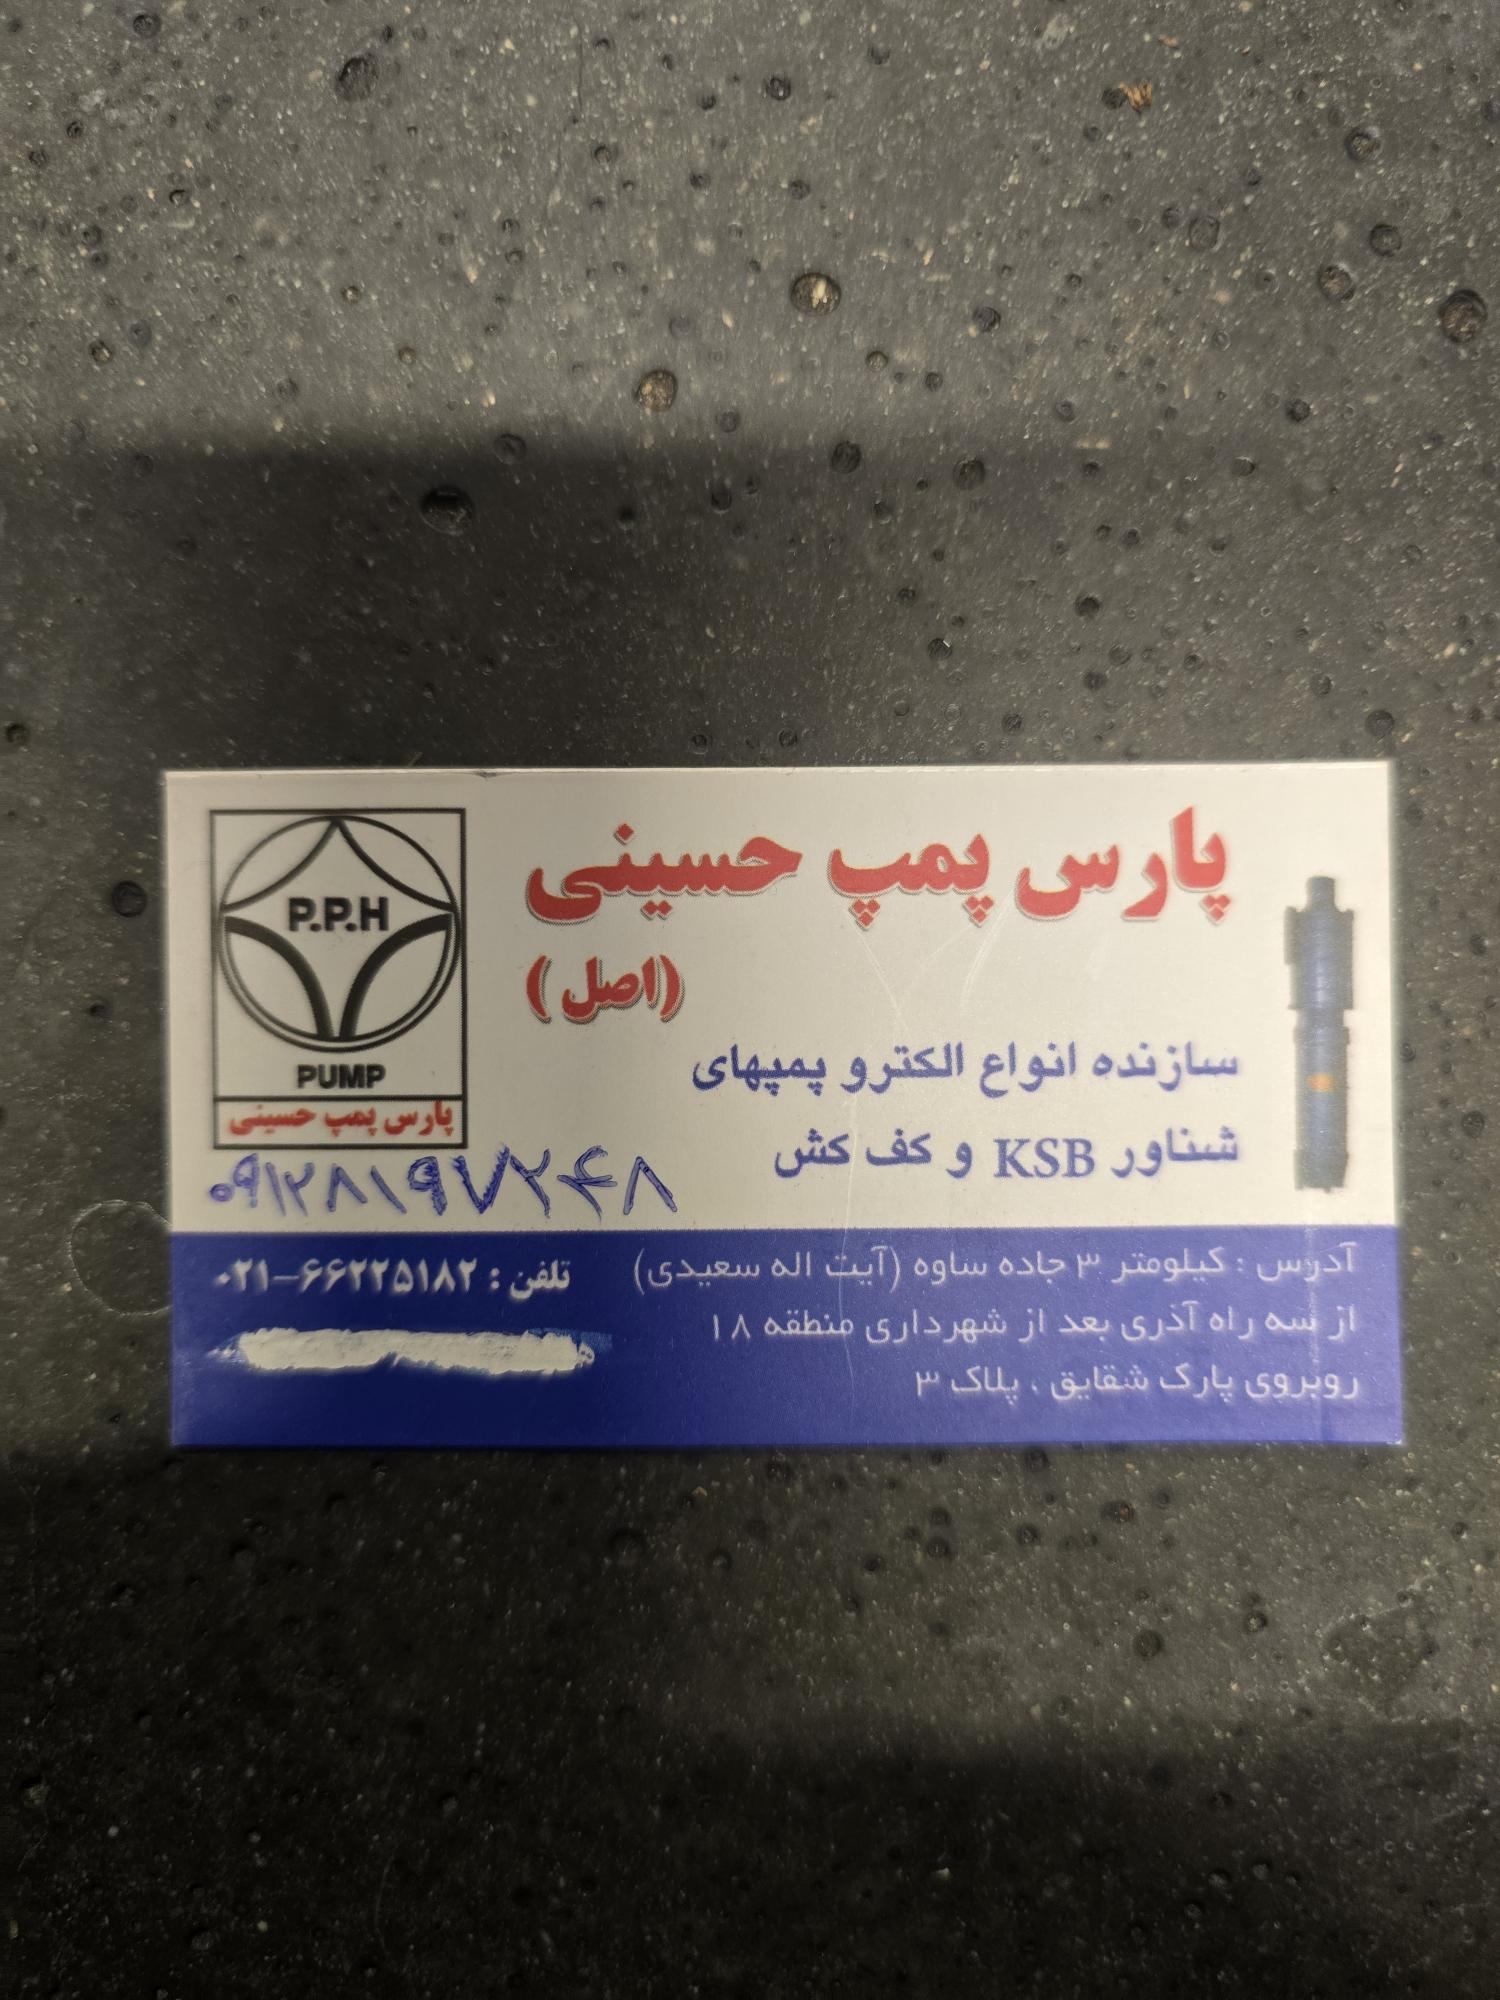 پارس پمپ حسینی
(اصل)
سازنده انواع الکترو پمپهای
شناور KSB و کف کش
P.P.H
PUMP
پارس پمپ حسینی
۰۹۱۲۸۱۹۷۲۴۸
آدرس : کیلومتر ۳ جاده ساوه (آیت اله سعیدی)
از سه راه آذری بعد از شهرداری منطقه ۱۸
روبروی پارک شقایق ، پلاک ۳
تلفن : ۶۶۲۲۵۱۸۲-۰۲۱